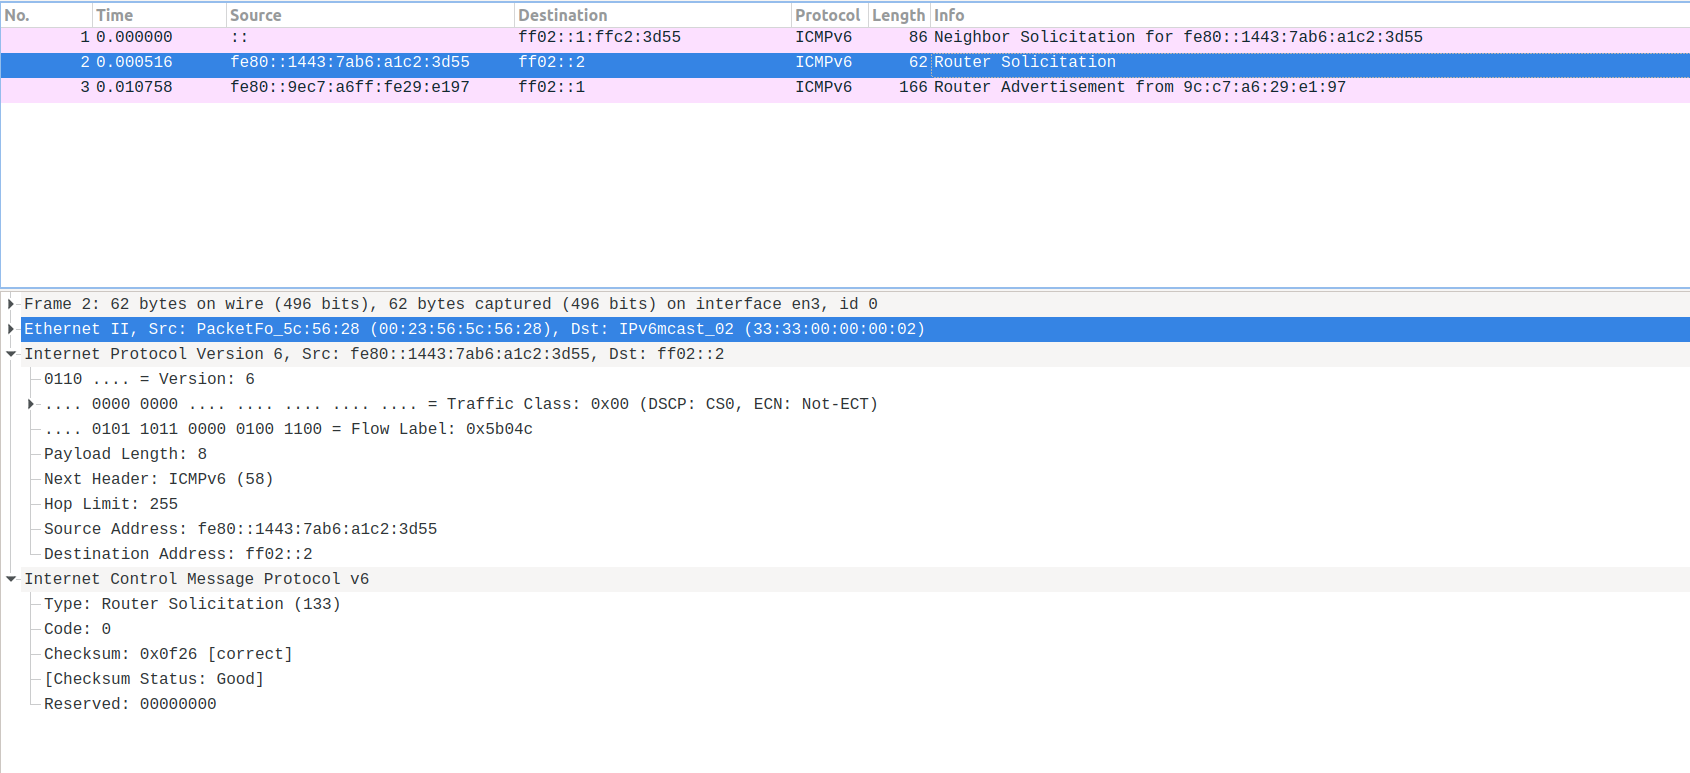 No. Time Source Destination Protocol Length Info
1 0.000000 :: ff02::1:ffc2:3d55 ICMPv6 86 Neighbor Solicitation for fe80::1443:7ab6:a1c2:3d55
2 0.000516 fe80::1443:7ab6:a1c2:3d55 ff02::2 ICMPv6 62 Router Solicitation
3 0.010758 fe80::9ec7:a6ff:fe29:e197 ff02::1 ICMPv6 166 Router Advertisement from 9c:c7:a6:29:e1:97
Frame 2: 62 bytes on wire (496 bits), 62 bytes captured (496 bits) on interface en3, id 0
Ethernet II, Src: PacketFo_5c:56:28 (00:23:56:5c:56:28), Dst: IPv6mcast_02 (33:33:00:00:00:02)
Internet Protocol Version 6, Src: fe80::1443:7ab6:a1c2:3d55, Dst: ff02::2
0110 .... = Version: 6
.... 0000 0000 .... .... .... .... .... = Traffic Class: 0x00 (DSCP: CS0, ECN: Not-ECT)
.... 0101 1011 0000 0100 1100 = Flow Label: 0x5b04c
Payload Length: 8
Next Header: ICMPv6 (58)
Hop Limit: 255
Source Address: fe80::1443:7ab6:a1c2:3d55
Destination Address: ff02::2
Internet Control Message Protocol v6
Type: Router Solicitation (133)
Code: 0
Checksum: 0x0f26 [correct]
[Checksum Status: Good]
Reserved: 00000000